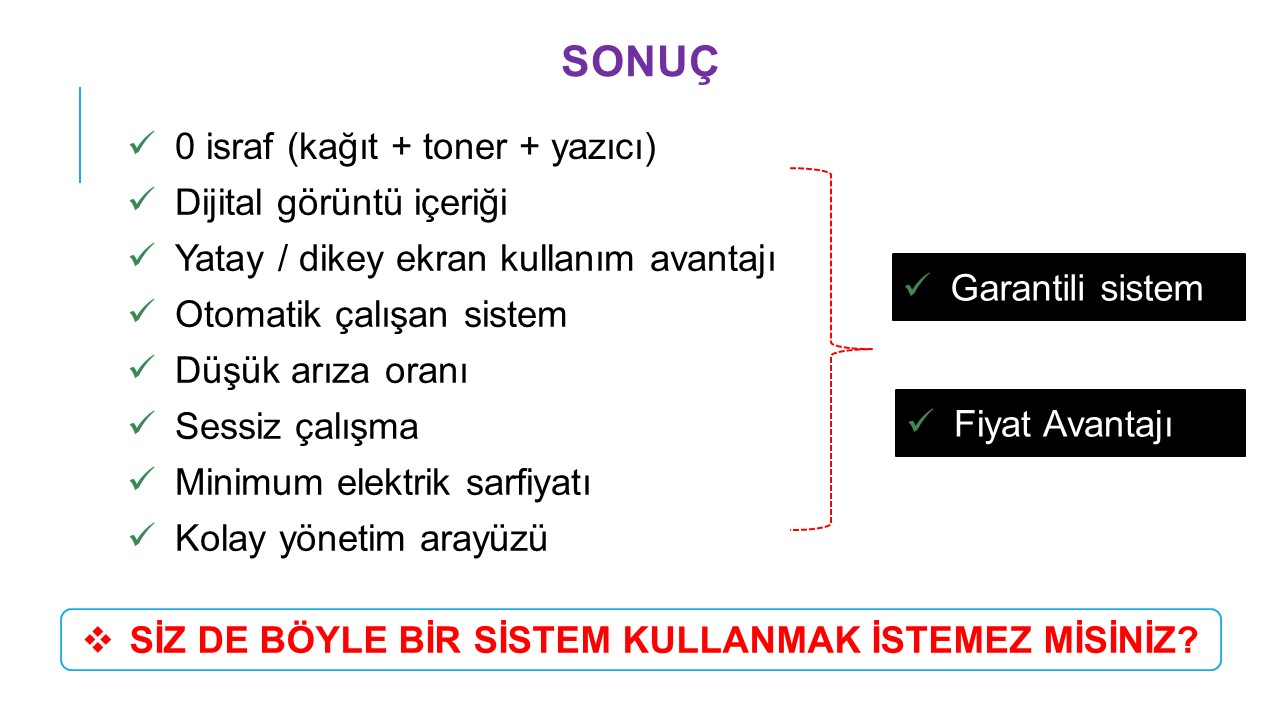 SONUÇ
0 israf (kağıt + toner + yazıcı)
Dijital görüntü içeriği
Yatay / dikey ekran kullanım avantajı
Otomatik çalışan sistem
Düşük arıza oranı
Sessiz çalışma
Minimum elektrik sarfiyatı
Kolay yönetim arayüzü
Garantili sistem
Fiyat Avantajı
SİZ DE BÖYLE BİR SİSTEM KULLANMAK İSTEMEZ MİSİNİZ?